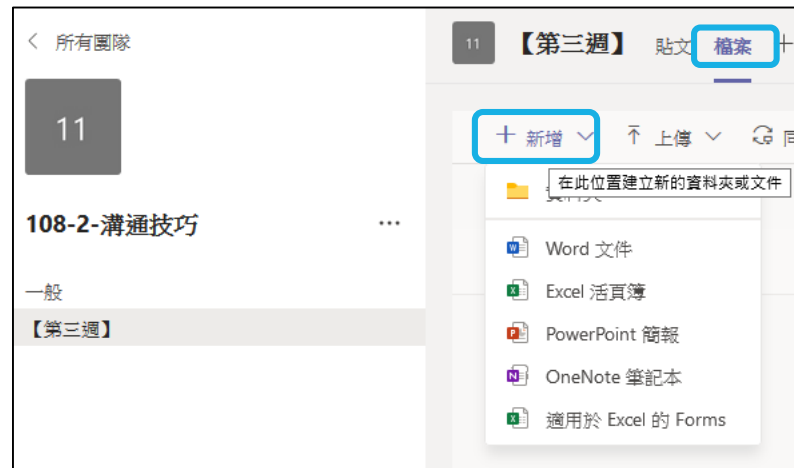 所有團隊
11
108-2-溝通技巧
···
一般
【第三週】
11 【第三週】 貼文 檔案
新增 上傳
在此位置建立新的資料夾或文件
Word 文件
Excel 活頁簿
PowerPoint 簡報
OneNote 筆記本
適用於 Excel 的 Forms